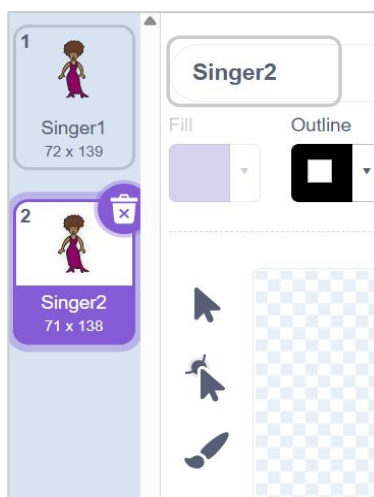 1
Singer1
72 x 139
2
Singer2
71 x 138
Singer2
Fill
Outline